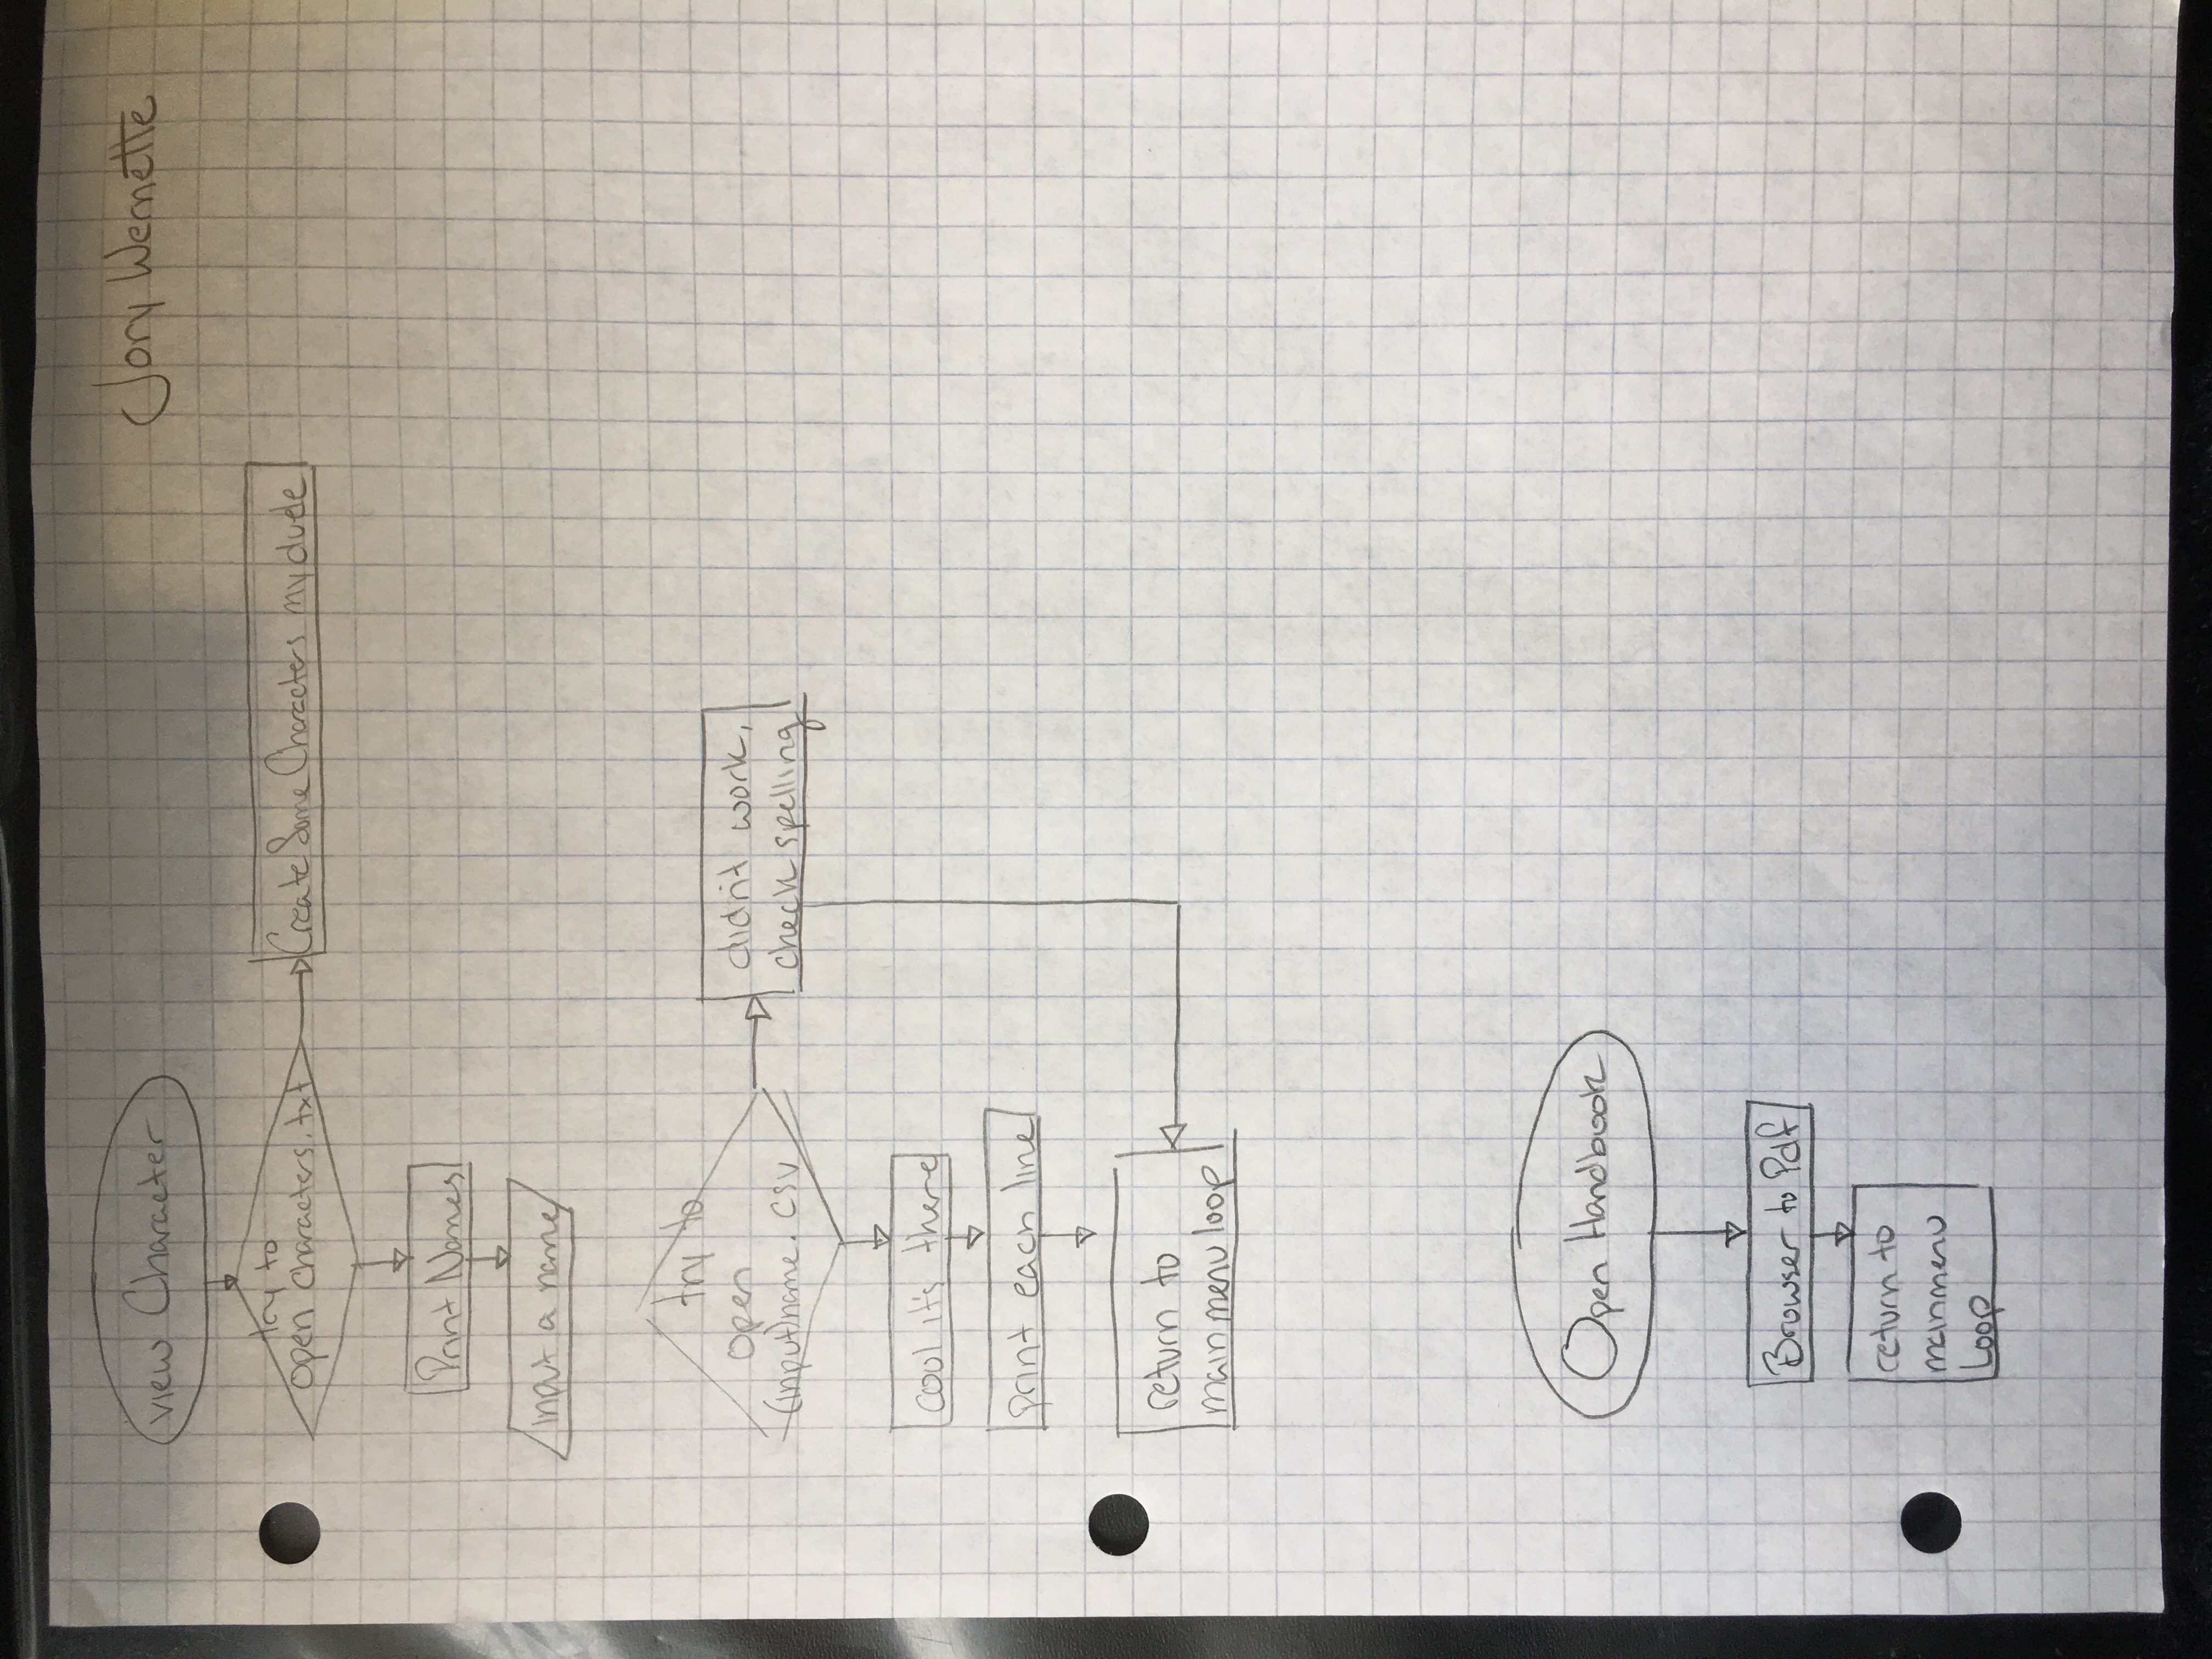 Jory Wernette
view Character
try to
open characters.txt
Create Some Characters my dude
Print Names
input a name
try to
open
(input)name.csv
didn't work,
check spelling
cool it's there
print each line
return to
main menu loop
Open Handbook
Browser to Pdf
return to
mainmenu
Loop